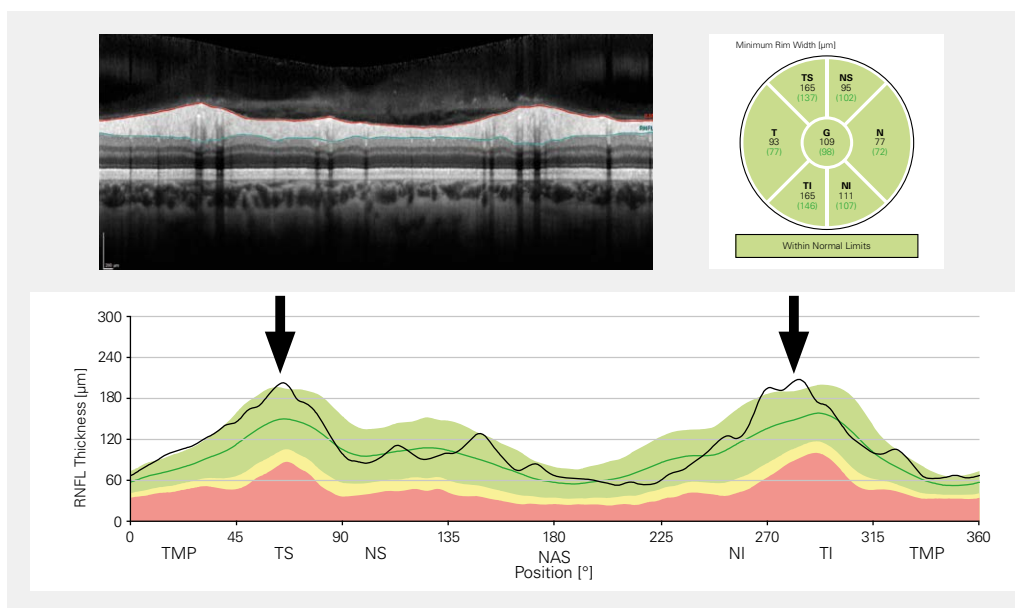 Minimum Rim Width [µm]
TS
165
(137)
NS
95
(102)
T
93
(77)
G
109
(98)
N
77
(72)
TI
165
(146)
NI
111
(107)
Within Normal Limits
RNFL Thickness [µm]
300
240
180
120
60
0
0 45 90 135 180 225 270 315 360
TMP TS NS NAS NI TI TMP
Position [°]